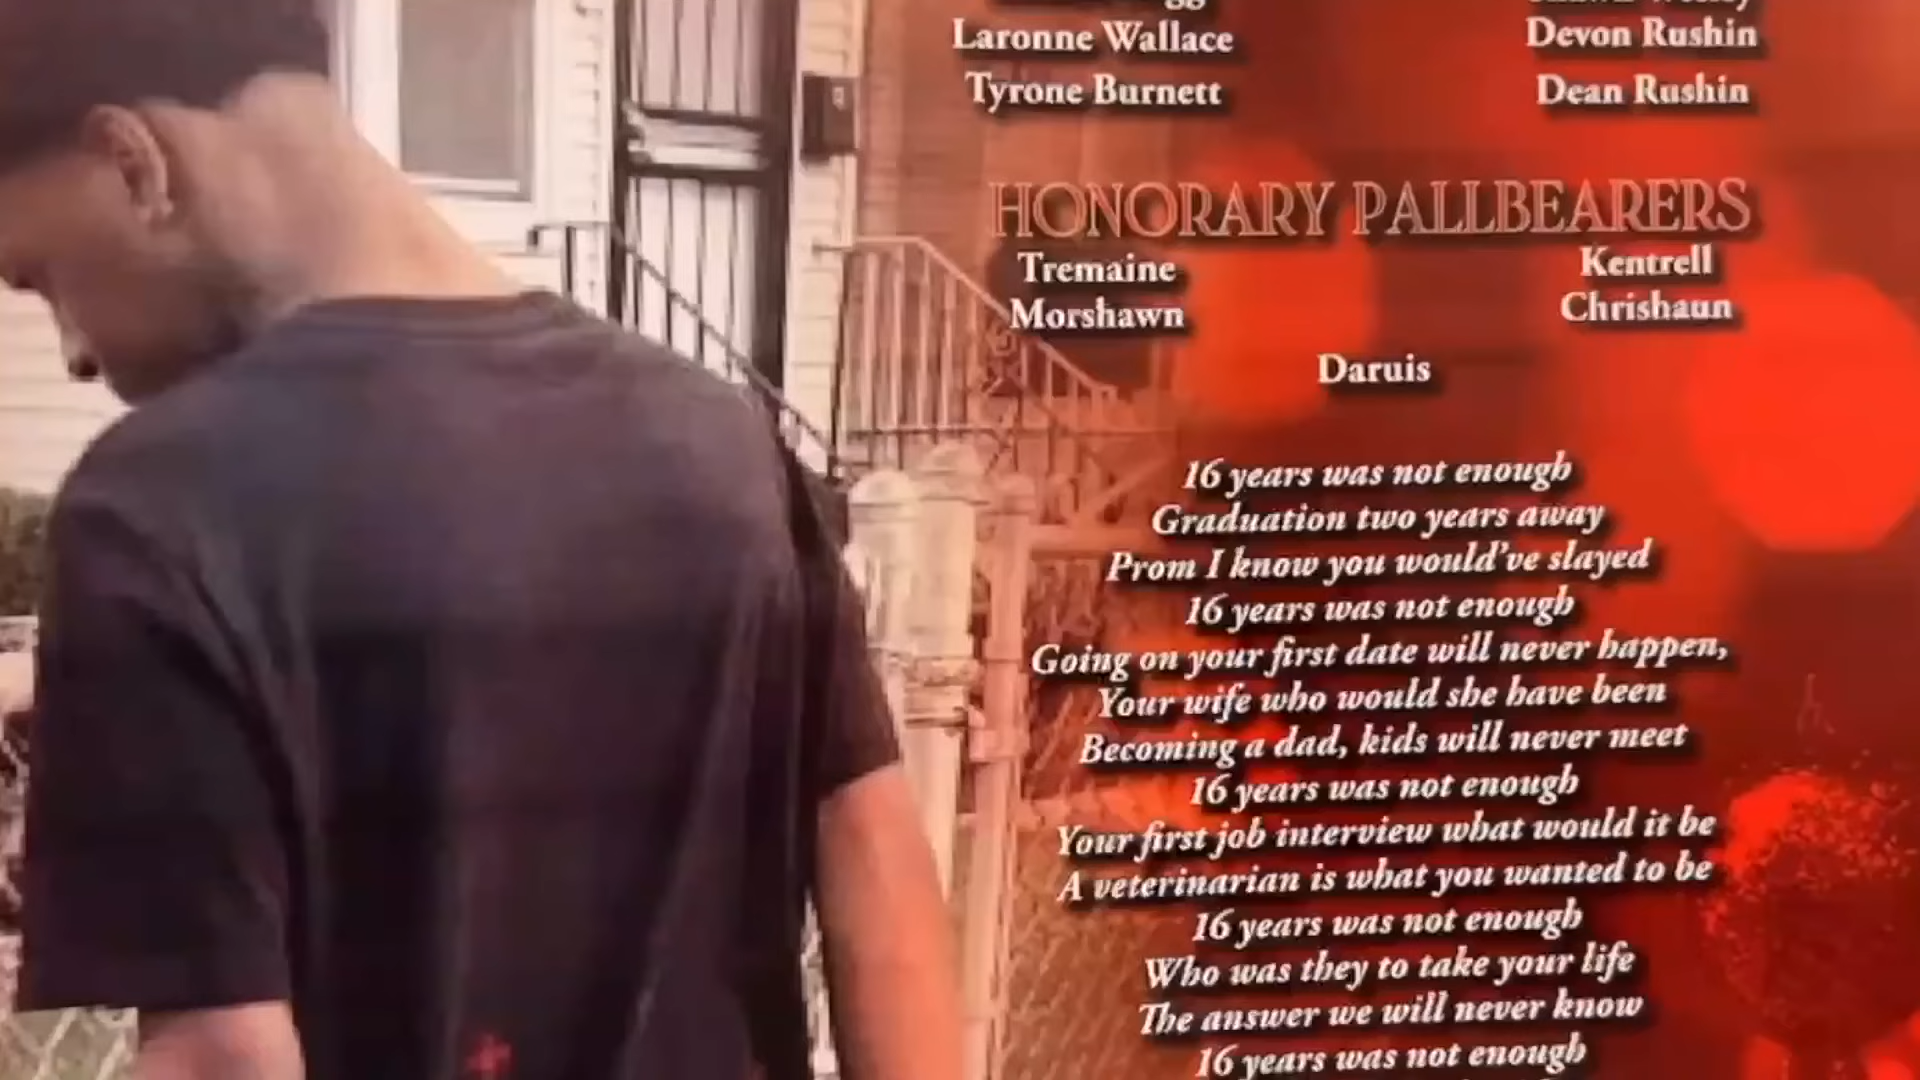 Laronne Wallace
Devon Rushin
Tyrone Burnett
Dean Rushin
HONORARY PALLBEARERS
Tremaine
Kentrell
Morshawn
Chrishaun
Daruis
16 years was not enough
Graduation two years away
Prom I know you would've slayed
16 years was not enough
Going on your first date will never happen,
Your wife who would she have been
Becoming a dad, kids will never meet
16 years was not enough
Your first job interview what would it be
A veterinarian is what you wanted to be
16 years was not enough
Who was they to take your life
The answer we will never know
16 years was not enough